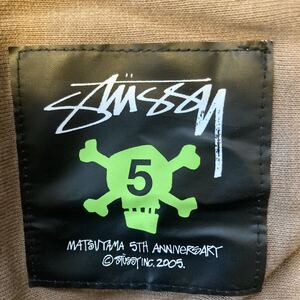 Stüssy
5
MATSUYAMA 5TH ANNIVERSARY
© STÜSSY INC. 2005.